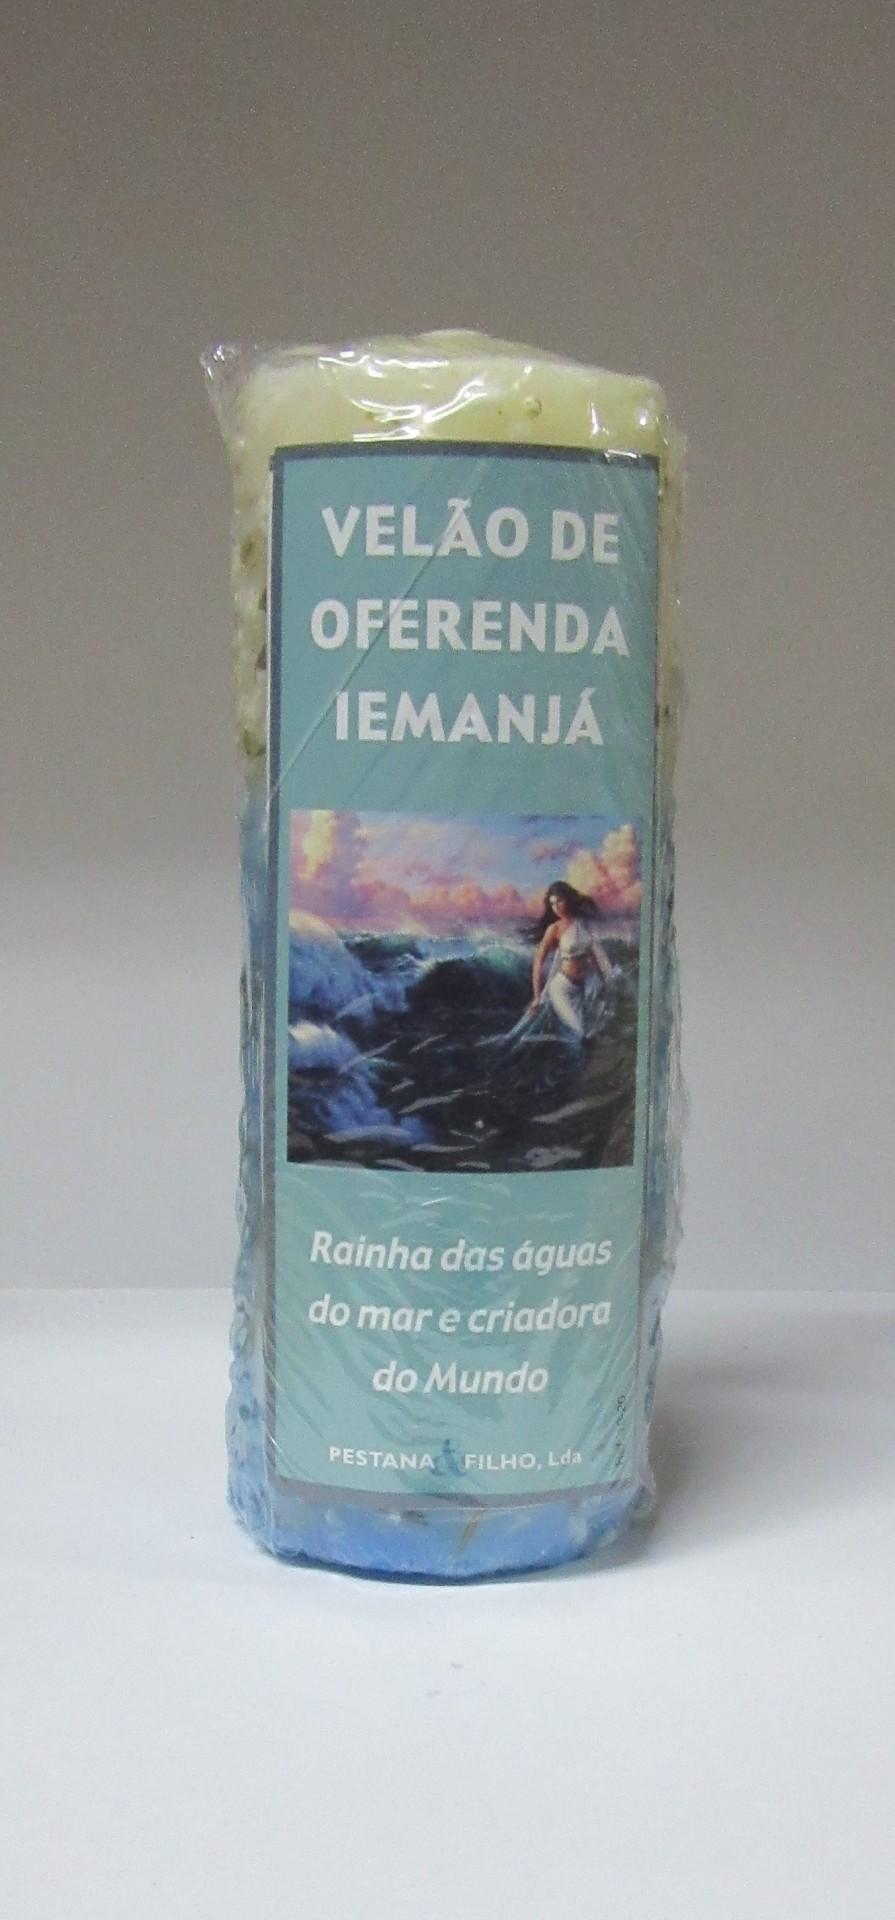 VELÃO DE
OFERENDA
IEMANJÁ
Rainha das águas
do mar e criadora
do Mundo
PESTANA & FILHO, Lda